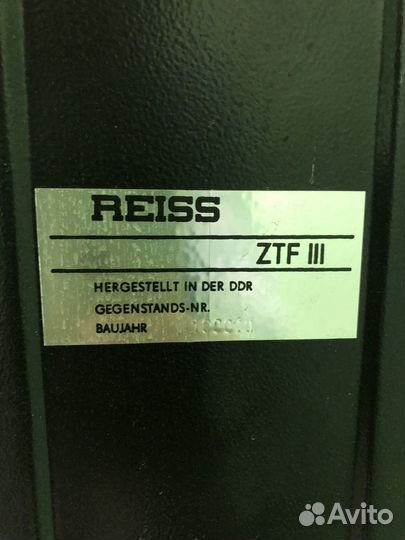 REISS
ZTF III
HERGESTELLT IN DER DDR
GEGENSTANDS-NR.
BAUJAHR
Avito